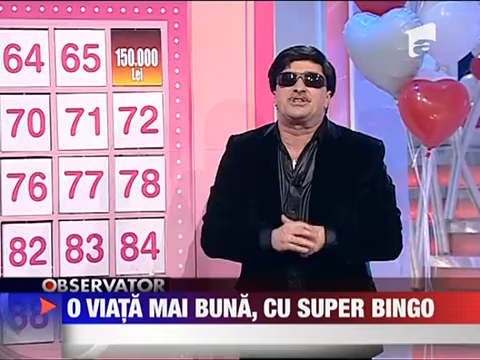 64 65 150.000
Lei
70 71 72
76 77 78
82 83 84
88
OBSERVATOR
O VIAȚĂ MAI BUNĂ, CU SUPER BINGO